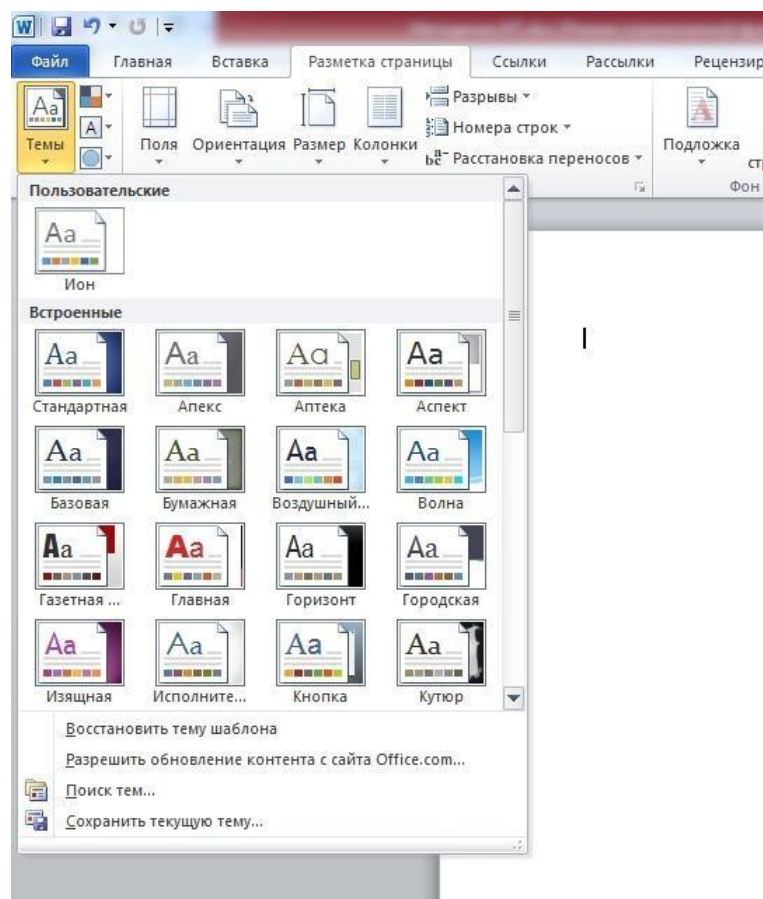 Файл Главная Вставка Разметка страницы Ссылки Рассылки Рецензир
Aa
A
Темы Поля Ориентация Размер Колонки
Разрывы
Номера строк
Расстановка переносов
Подложка
ст
Фон
Пользовательские
Aa
Ион
Встроенные
Aa Aa Aa Aa
Стандартная Апекс Аптека Аспект
Aa Aa Aa Aa
Базовая Бумажная Воздушный... Волна
Aa Aa Aa Aa
Газетная ... Главная Горизонт Городская
Aa Aa Aa Aa
Изящная Исполните... Кнопка Кутюр
Восстановить тему шаблона
Разрешить обновление контента с сайта Office.com...
Поиск тем...
Сохранить текущую тему...